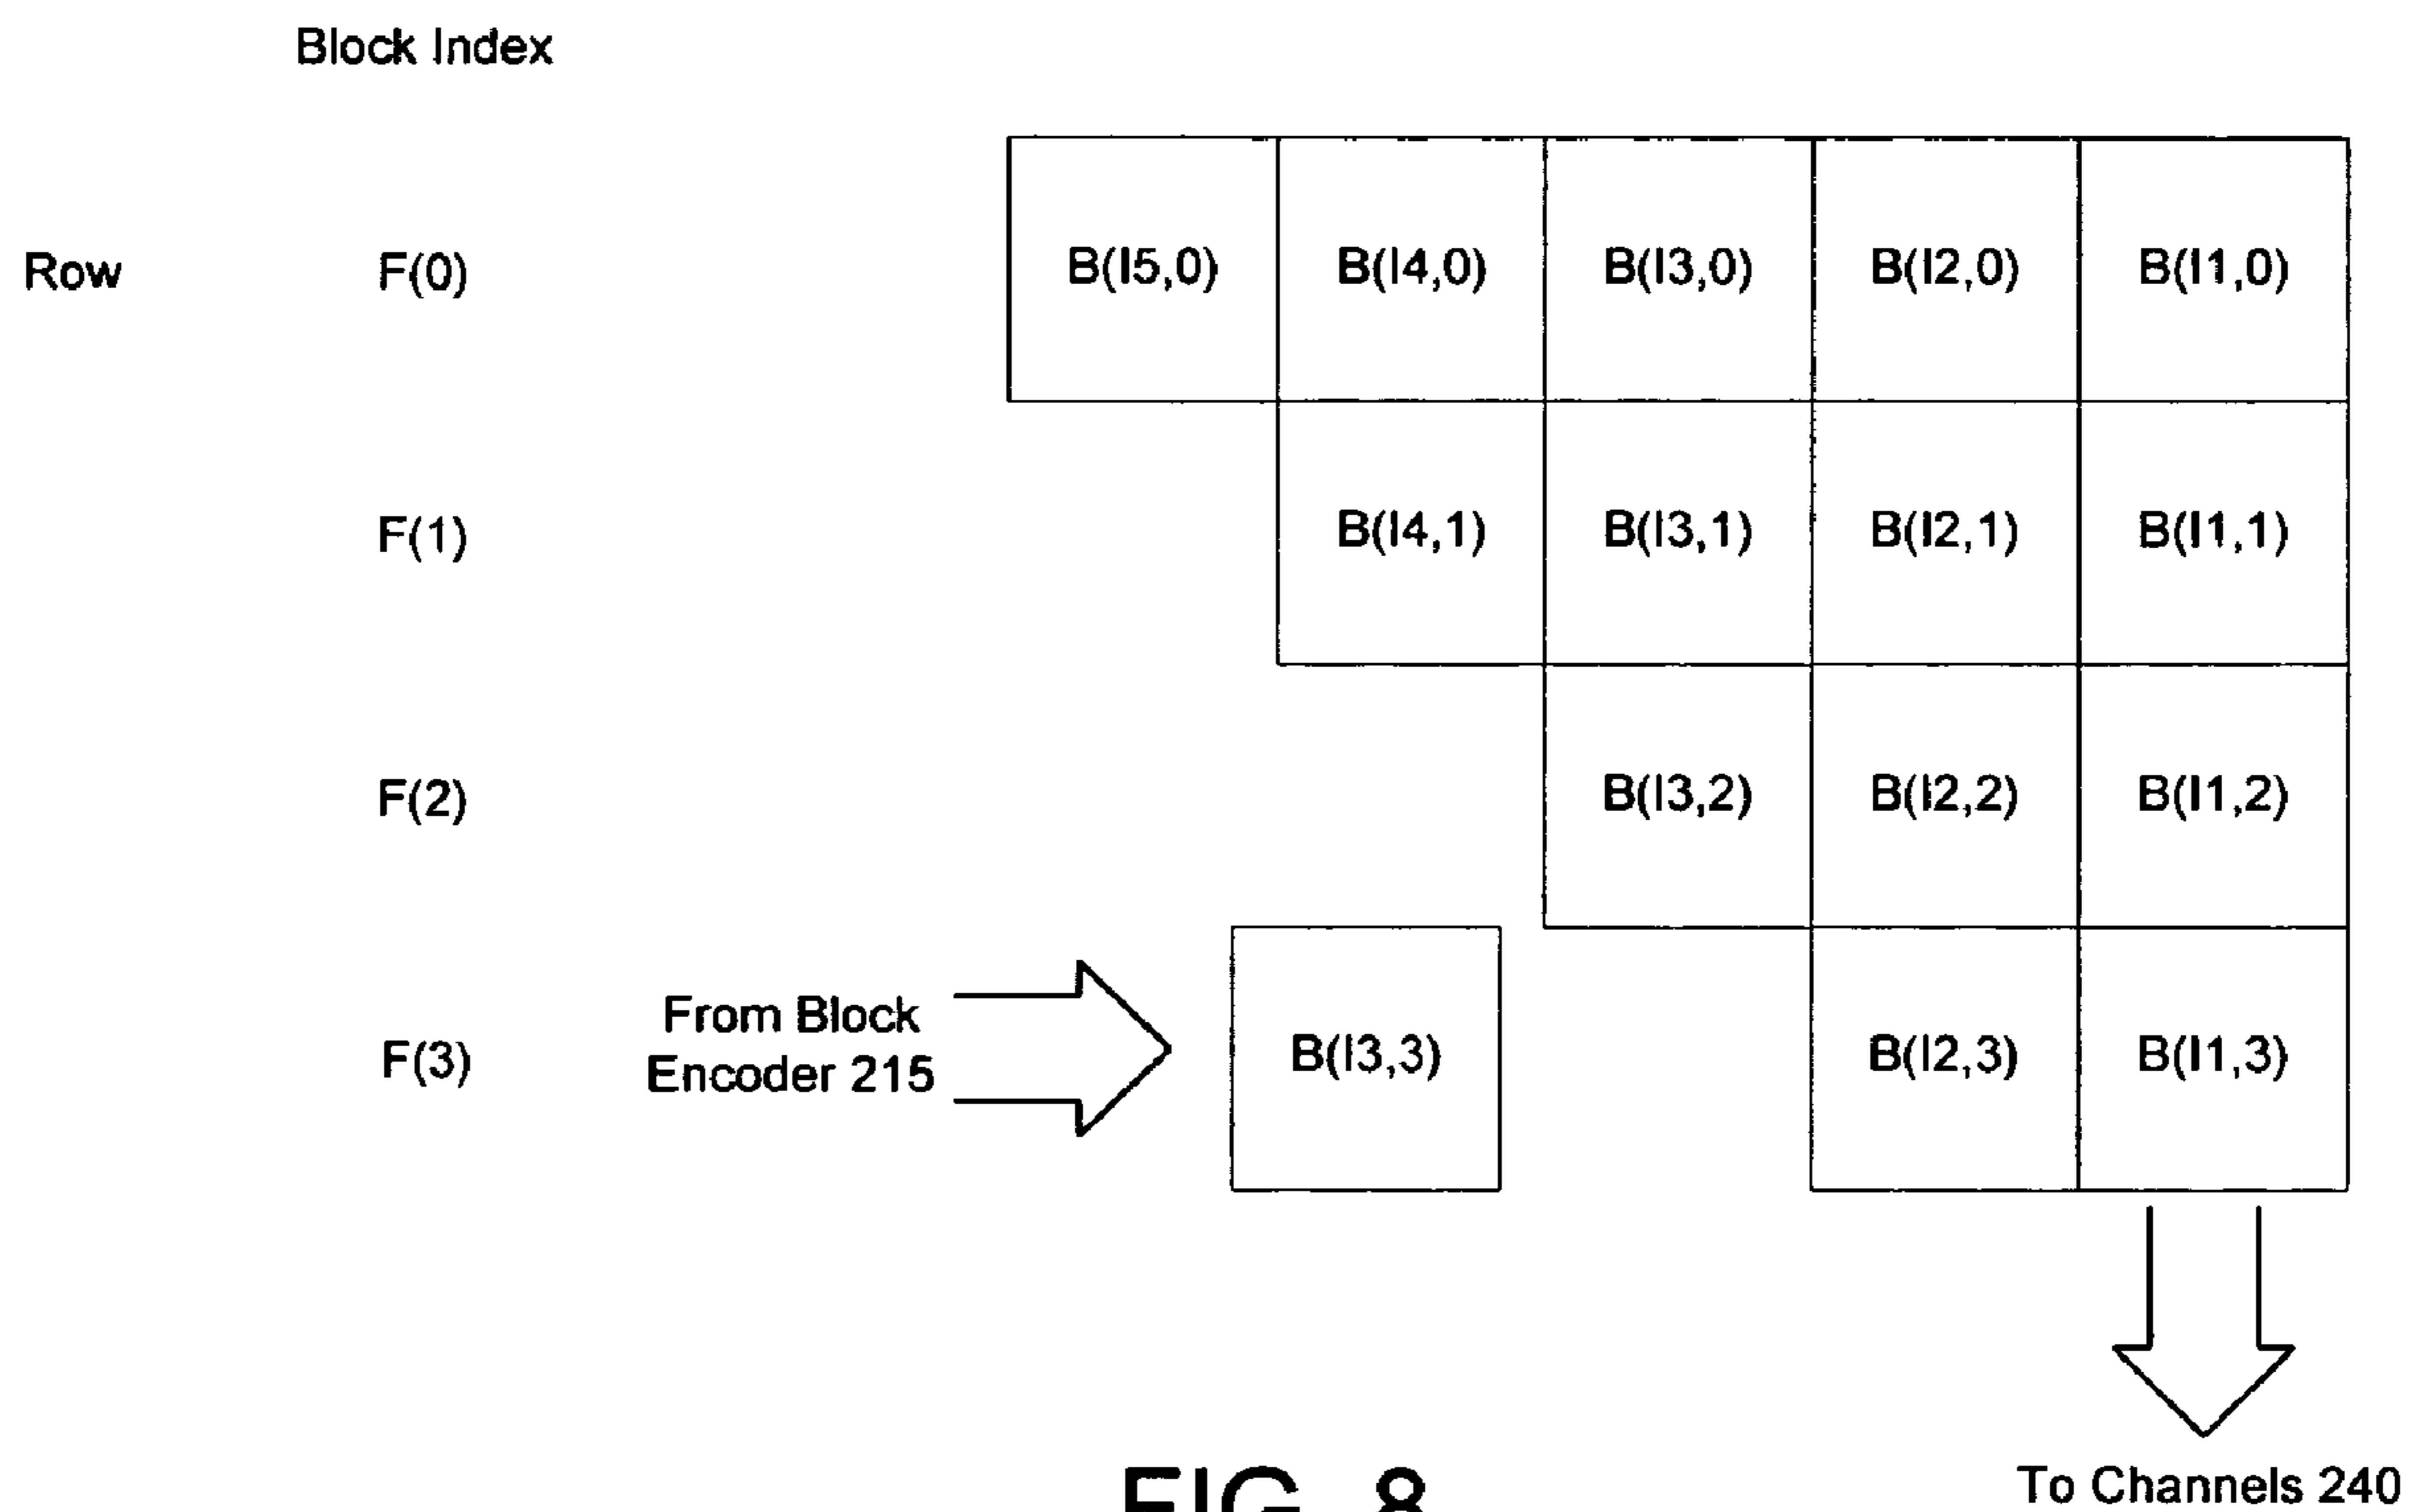 Block Index
Row F(0) B(I5,0) B(I4,0) B(I3,0) B(I2,0) B(I1,0)
F(1) B(I4,1) B(I3,1) B(I2,1) B(I1,1)
F(2) B(I3,2) B(I2,2) B(I1,2)
F(3) From Block
Encoder 215 B(I3,3) B(I2,3) B(I1,3)
To Channels 240
FIG. 8